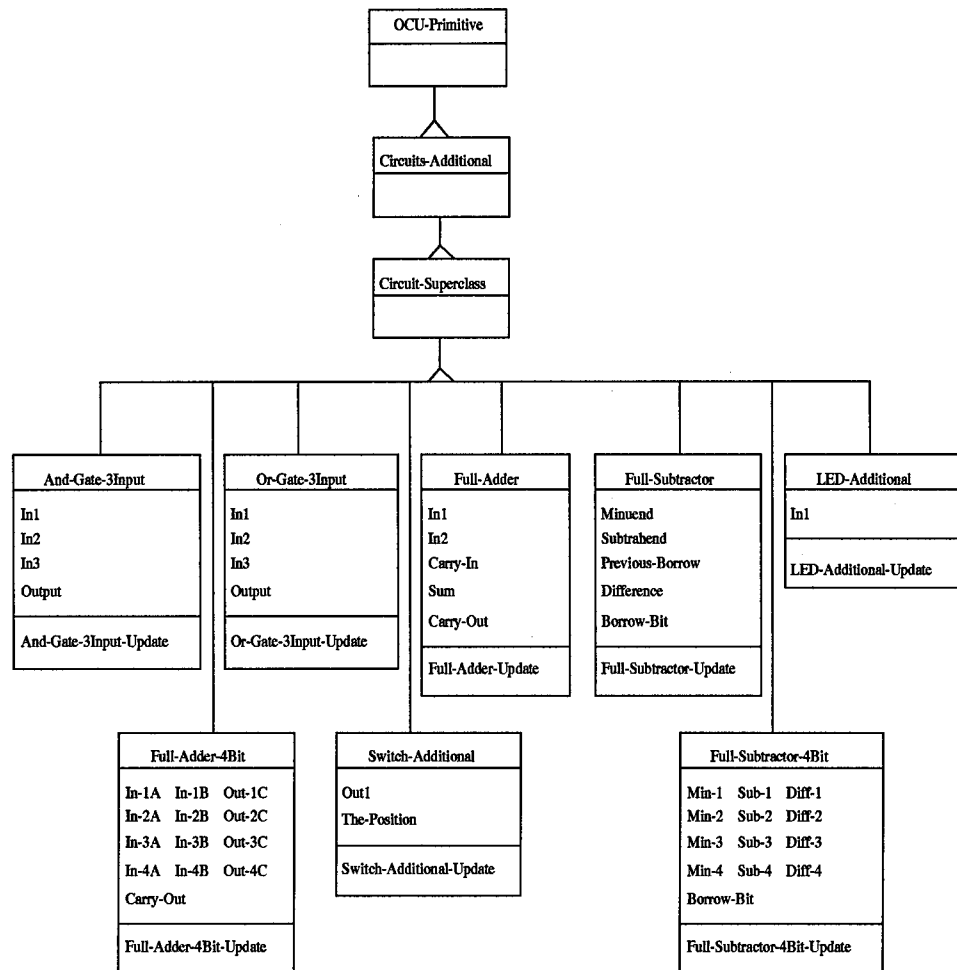 OCU-Primitive
Circuits-Additional
Circuit-Superclass
And-Gate-3Input
In1
In2
In3
Output
And-Gate-3Input-Update
Or-Gate-3Input
In1
In2
In3
Output
Or-Gate-3Input-Update
Full-Adder
In1
In2
Carry-In
Sum
Carry-Out
Full-Adder-Update
Full-Subtractor
Minuend
Subtrahend
Previous-Borrow
Difference
Borrow-Bit
Full-Subtractor-Update
LED-Additional
In1
LED-Additional-Update
Full-Adder-4Bit
In-1A In-1B Out-1C
In-2A In-2B Out-2C
In-3A In-3B Out-3C
In-4A In-4B Out-4C
Carry-Out
Full-Adder-4Bit-Update
Switch-Additional
Out1
The-Position
Switch-Additional-Update
Full-Subtractor-4Bit
Min-1 Sub-1 Diff-1
Min-2 Sub-2 Diff-2
Min-3 Sub-3 Diff-3
Min-4 Sub-4 Diff-4
Borrow-Bit
Full-Subtractor-4Bit-Update